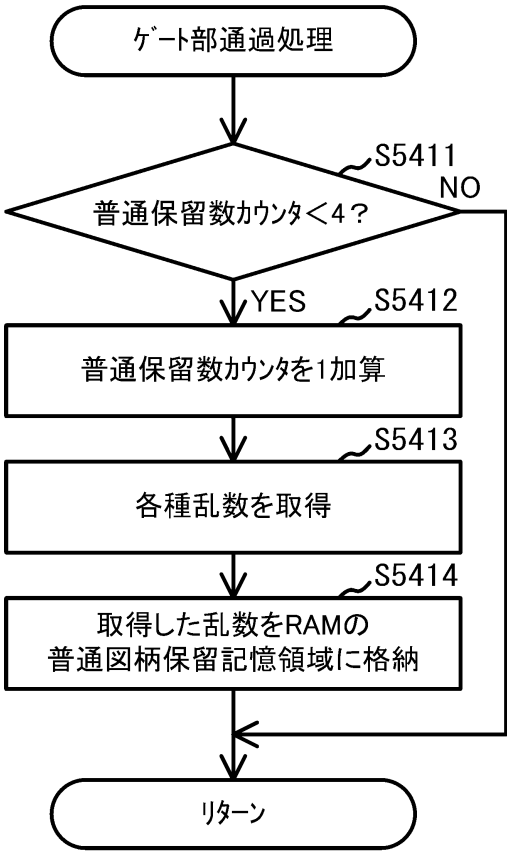 ｹﾞｰﾄ部通過処理
S5411
普通保留数ｶｳﾝﾀ＜4？
NO
YES
S5412
普通保留数ｶｳﾝﾀを1加算
S5413
各種乱数を取得
S5414
取得した乱数をRAMの
普通図柄保留記憶領域に格納
ﾘﾀｰﾝ